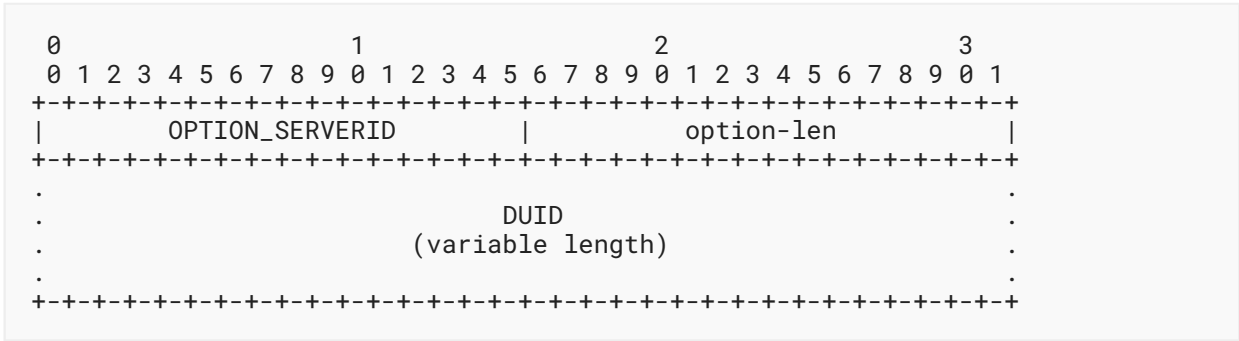 0                   1                   2                   3
 0 1 2 3 4 5 6 7 8 9 0 1 2 3 4 5 6 7 8 9 0 1 2 3 4 5 6 7 8 9 0 1
+-+-+-+-+-+-+-+-+-+-+-+-+-+-+-+-+-+-+-+-+-+-+-+-+-+-+-+-+-+-+-+-+
|        OPTION_SERVERID        |          option-len           |
+-+-+-+-+-+-+-+-+-+-+-+-+-+-+-+-+-+-+-+-+-+-+-+-+-+-+-+-+-+-+-+-+
.                                                               .
.                              DUID                             .
.                        (variable length)                      .
.                                                               .
+-+-+-+-+-+-+-+-+-+-+-+-+-+-+-+-+-+-+-+-+-+-+-+-+-+-+-+-+-+-+-+-+